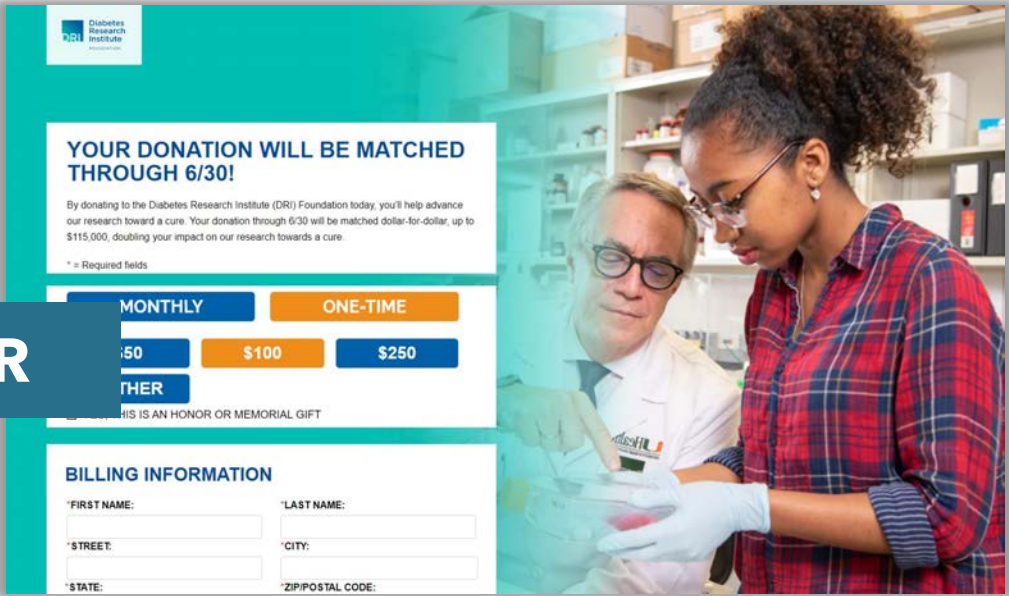 Diabetes
Research
Institute
DRI
FOUNDATION
YOUR DONATION WILL BE MATCHED
THROUGH 6/30!
By donating to the Diabetes Research Institute (DRI) Foundation today, you'll help advance
our research toward a cure. Your donation through 6/30 will be matched dollar-for-dollar, up to
$115,000, doubling your impact on our research towards a cure.
* = Required fields
MONTHLY ONE-TIME
R
50 $100 $250
THER
THIS IS AN HONOR OR MEMORIAL GIFT
BILLING INFORMATION
*FIRST NAME: *LAST NAME:
*STREET: *CITY:
*STATE: *ZIP/POSTAL CODE: